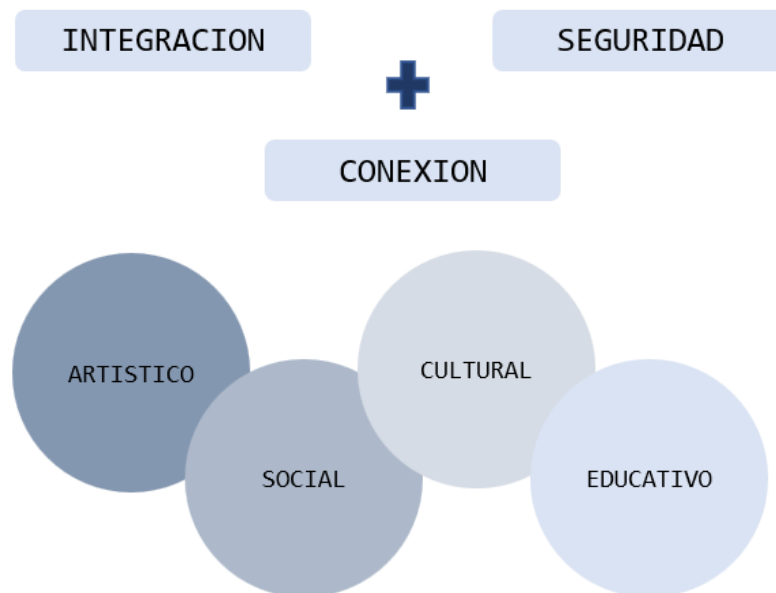 INTEGRACION
SEGURIDAD
CONEXION
ARTISTICO
CULTURAL
SOCIAL
EDUCATIVO